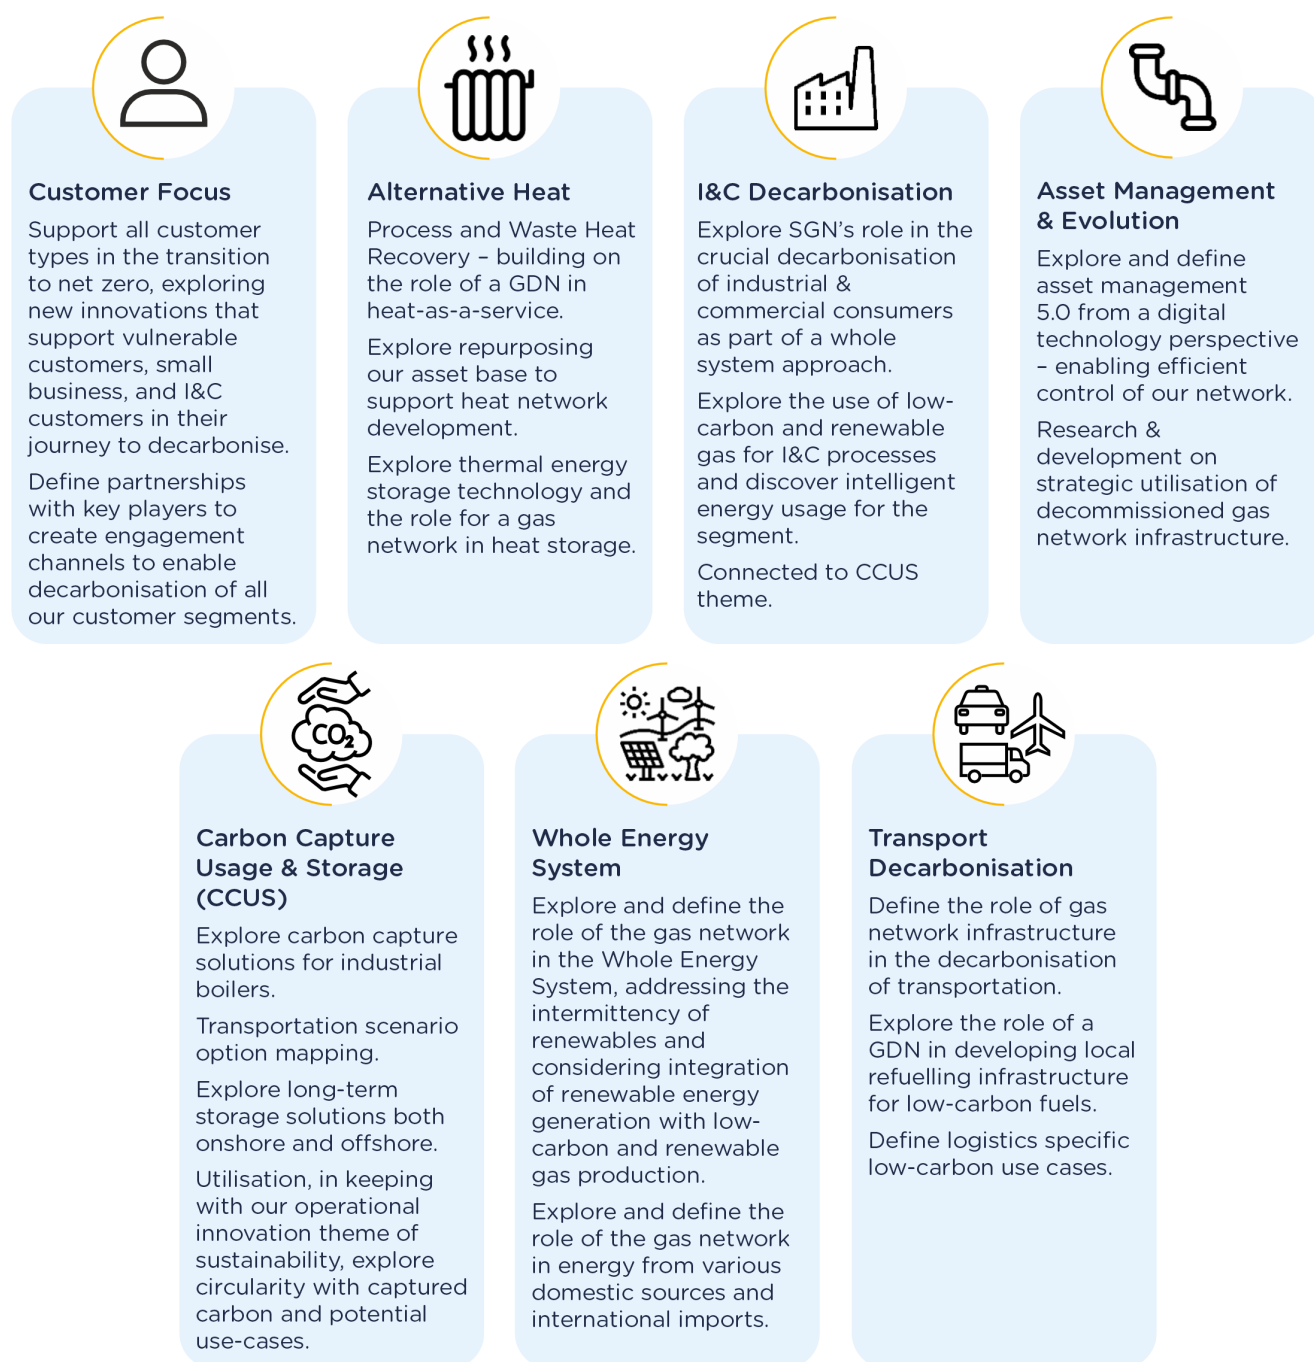 Customer Focus
Support all customer
types in the transition
to net zero, exploring
new innovations that
support vulnerable
customers, small
business, and I&C
customers in their
journey to decarbonise.
Define partnerships
with key players to
create engagement
channels to enable
decarbonisation of all
our customer segments.
Alternative Heat
Process and Waste Heat
Recovery – building on
the role of a GDN in
heat-as-a-service.
Explore repurposing
our asset base to
support heat network
development.
Explore thermal energy
storage technology and
the role for a gas
network in heat storage.
I&C Decarbonisation
Explore SGN’s role in the
crucial decarbonisation
of industrial &
commercial consumers
as part of a whole
system approach.
Explore the use of low-
carbon and renewable
gas for I&C processes
and discover intelligent
energy usage for the
segment.
Connected to CCUS
theme.
Asset Management
& Evolution
Explore and define
asset management
5.0 from a digital
technology perspective
– enabling efficient
control of our network.
Research &
development on
strategic utilisation of
decommissioned gas
network infrastructure.
CO2
Carbon Capture
Usage & Storage
(CCUS)
Explore carbon capture
solutions for industrial
boilers.
Transportation scenario
option mapping.
Explore long-term
storage solutions both
onshore and offshore.
Utilisation, in keeping
with our operational
innovation theme of
sustainability, explore
circularity with captured
carbon and potential
use-cases.
Whole Energy
System
Explore and define the
role of the gas network
in the Whole Energy
System, addressing the
intermittency of
renewables and
considering integration
of renewable energy
generation with low-
carbon and renewable
gas production.
Explore and define the
role of the gas network
in energy from various
domestic sources and
international imports.
Transport
Decarbonisation
Define the role of gas
network infrastructure
in the decarbonisation
of transportation.
Explore the role of a
GDN in developing local
refuelling infrastructure
for low-carbon fuels.
Define logistics specific
low-carbon use cases.